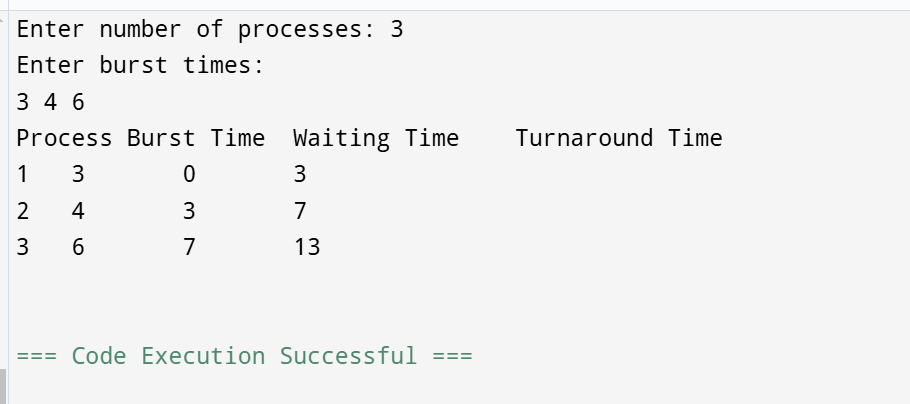 Enter number of processes: 3
Enter burst times:
3 4 6
Process Burst Time  Waiting Time    Turnaround Time
1   3       0       3
2   4       3       7
3   6       7       13
=== Code Execution Successful ===